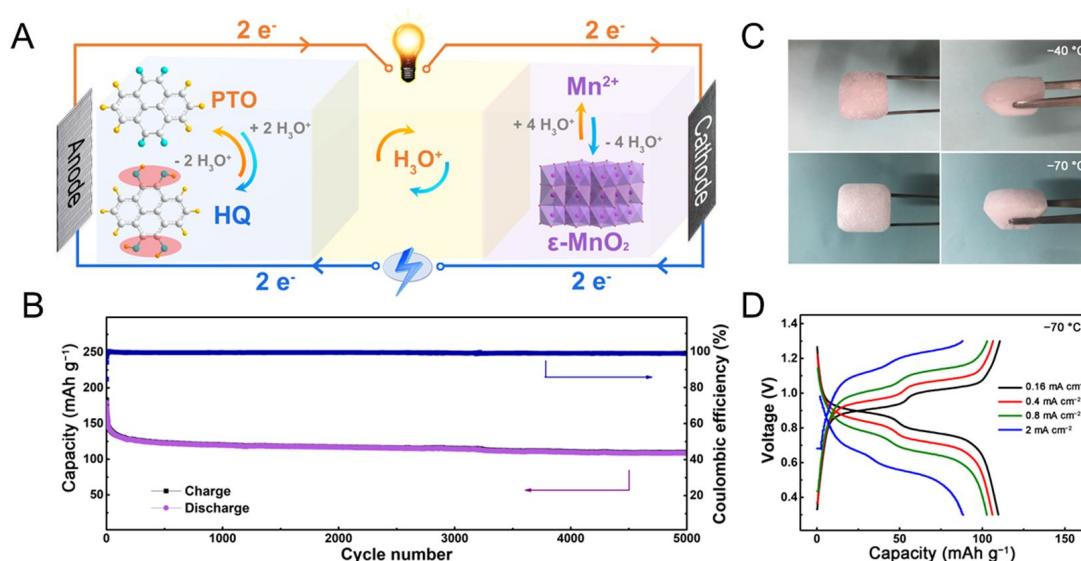 A
2 e⁻
2 e⁻
PTO
+ 2 H₃O⁺
- 2 H₃O⁺
HQ
Anode
H₃O⁺
Mn²⁺
+ 4 H₃O⁺
- 4 H₃O⁺
ε-MnO₂
Cathode
2 e⁻
2 e⁻
C
−40 °C
−70 °C
B
Capacity (mAh g⁻¹)
250
200
150
100
50
Charge
Discharge
0
1000
2000
3000
4000
5000
Cycle number
100
80
60
40
20
Coulombic efficiency (%)
D
−70 °C
Voltage (V)
1.4
1.2
1.0
0.8
0.6
0.4
0.16 mA cm⁻
0.4 mA cm⁻²
0.8 mA cm⁻²
2 mA cm⁻²
0
50
100
150
Capacity (mAh g⁻¹)